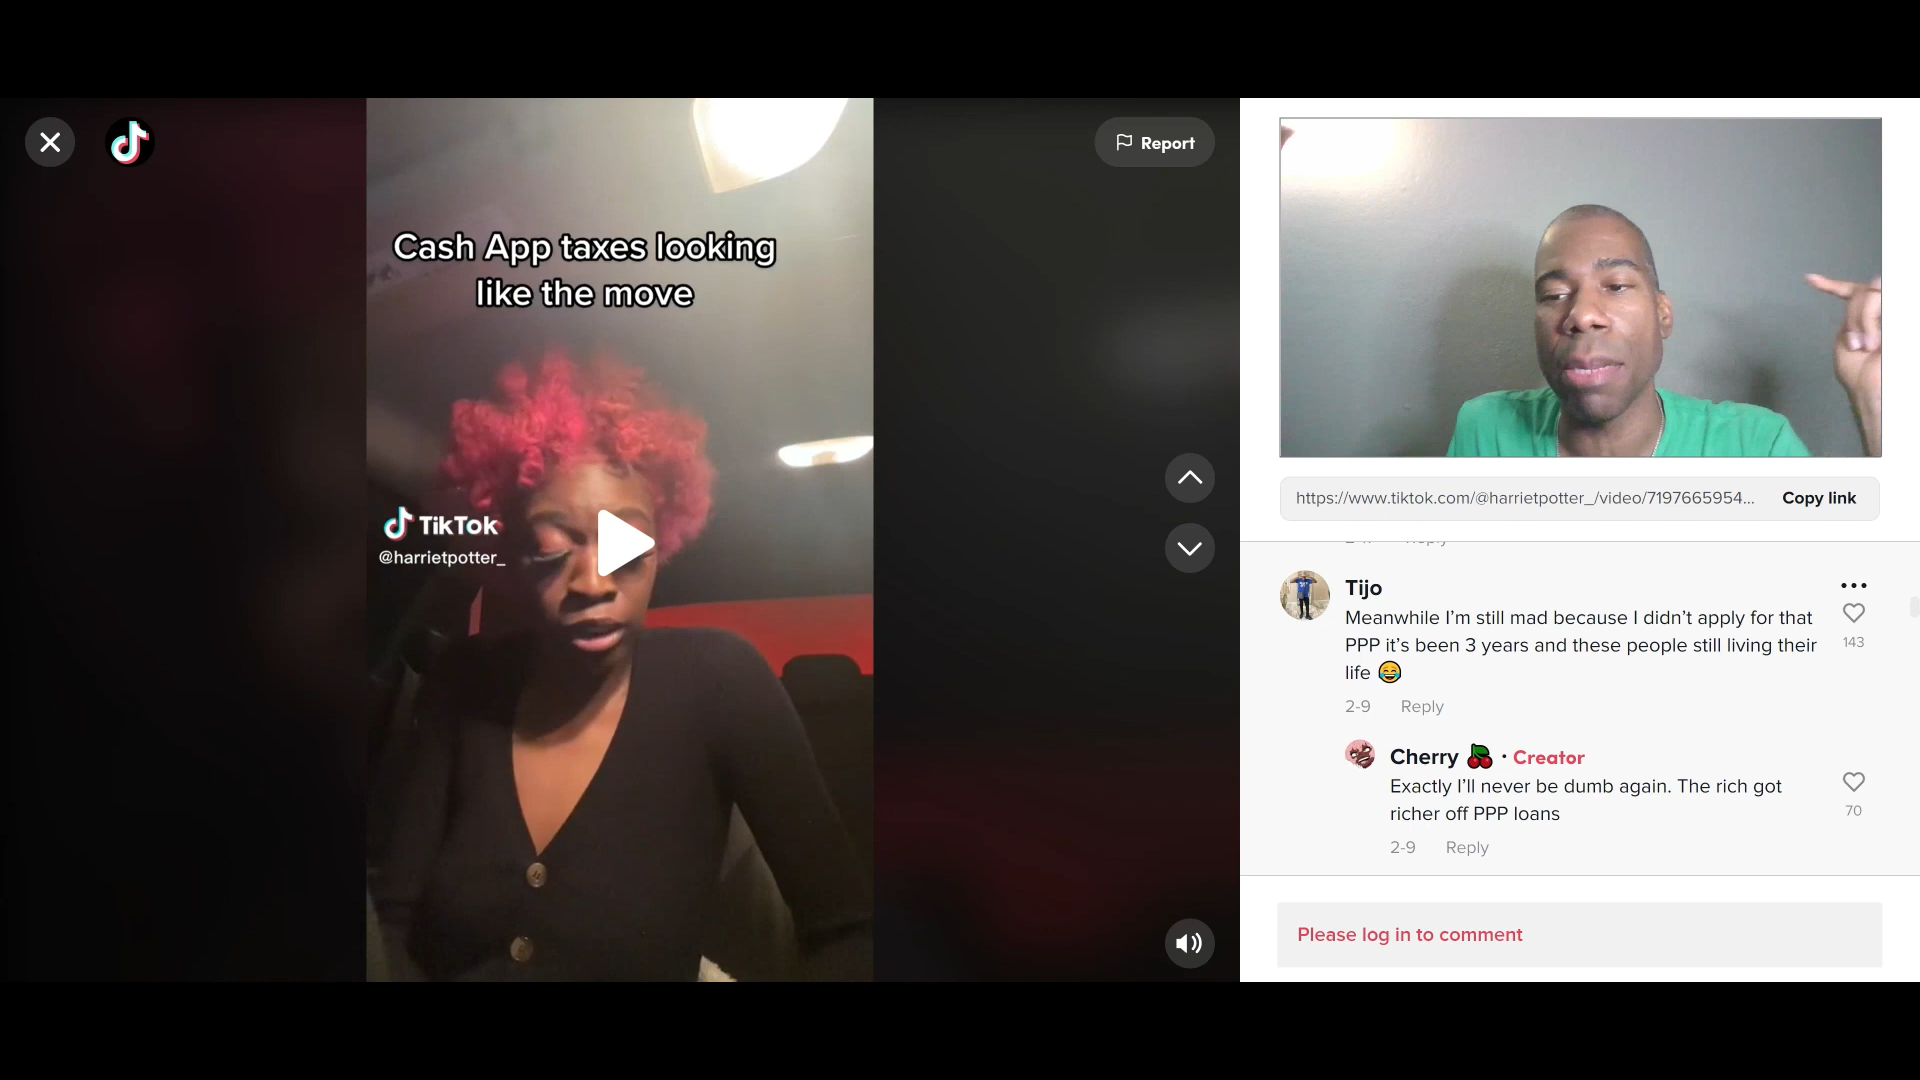 Report
Cash App taxes looking
like the move
TikTok
@harrietpotter_
https://www.tiktok.com/@harrietpotter_/video/7197665954... Copy link
Reply
Tijo
Meanwhile I’m still mad because I didn’t apply for that
PPP it’s been 3 years and these people still living their
life 😂
143
2-9 Reply
Cherry 🍒 · Creator
Exactly I’ll never be dumb again. The rich got
richer off PPP loans
70
2-9 Reply
Please log in to comment